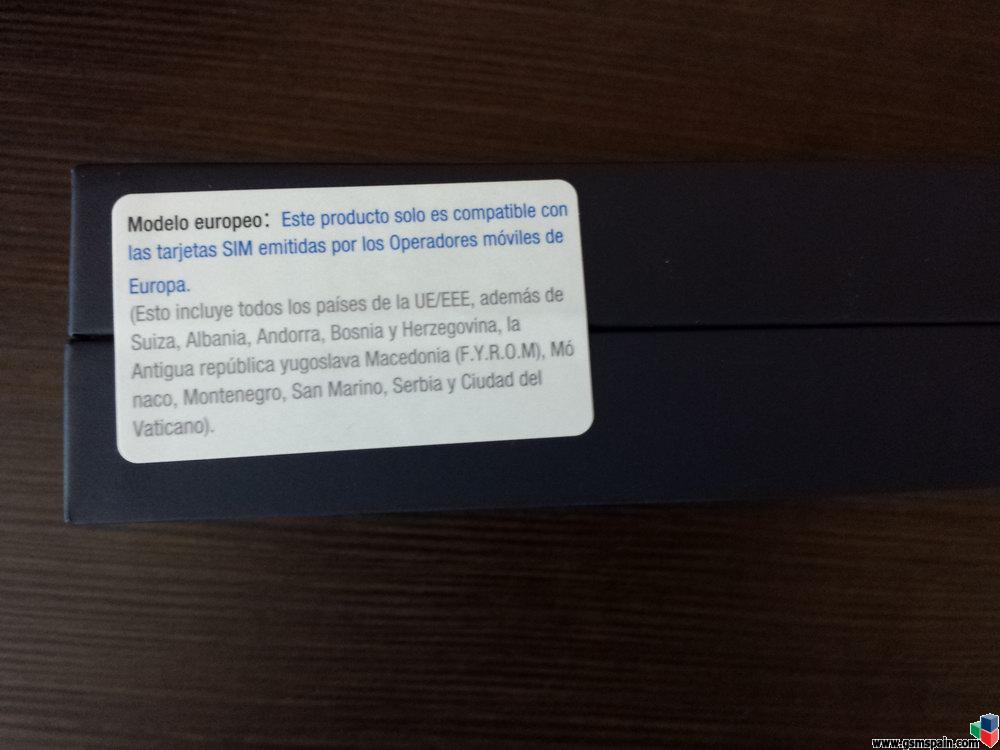 Modelo europeo: Este producto solo es compatible con
las tarjetas SIM emitidas por los Operadores móviles de
Europa.
(Esto incluye todos los países de la UE/EEE, además de
Suiza, Albania, Andorra, Bosnia y Herzegovina, la
Antigua república yugoslava Macedonia (F.Y.R.O.M), Mó
naco, Montenegro, San Marino, Serbia y Ciudad del
Vaticano).
www.gsmspain.com